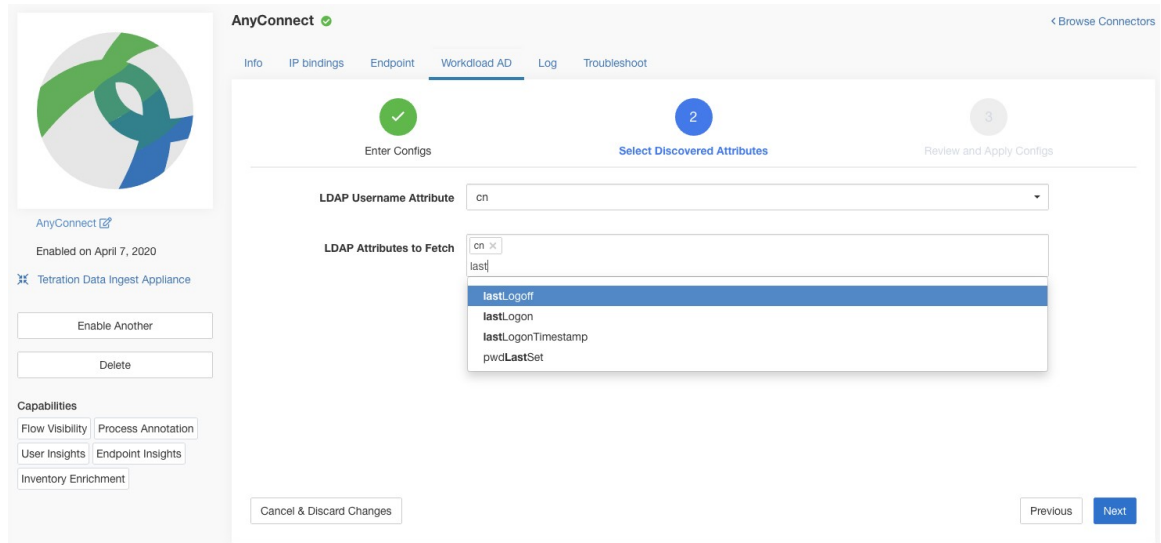 AnyConnect
< Browse Connectors
Info IP bindings Endpoint Workdload AD Log Troubleshoot
2
3
Enter Configs
Select Discovered Attributes
Review and Apply Configs
LDAP Username Attribute
cn
LDAP Attributes to Fetch
cn ×
last
lastLogoff
lastLogon
lastLogonTimestamp
pwdLastSet
Cancel & Discard Changes
Previous
Next
AnyConnect
Enabled on April 7, 2020
Tetration Data Ingest Appliance
Enable Another
Delete
Capabilities
Flow Visibility Process Annotation
User Insights Endpoint Insights
Inventory Enrichment